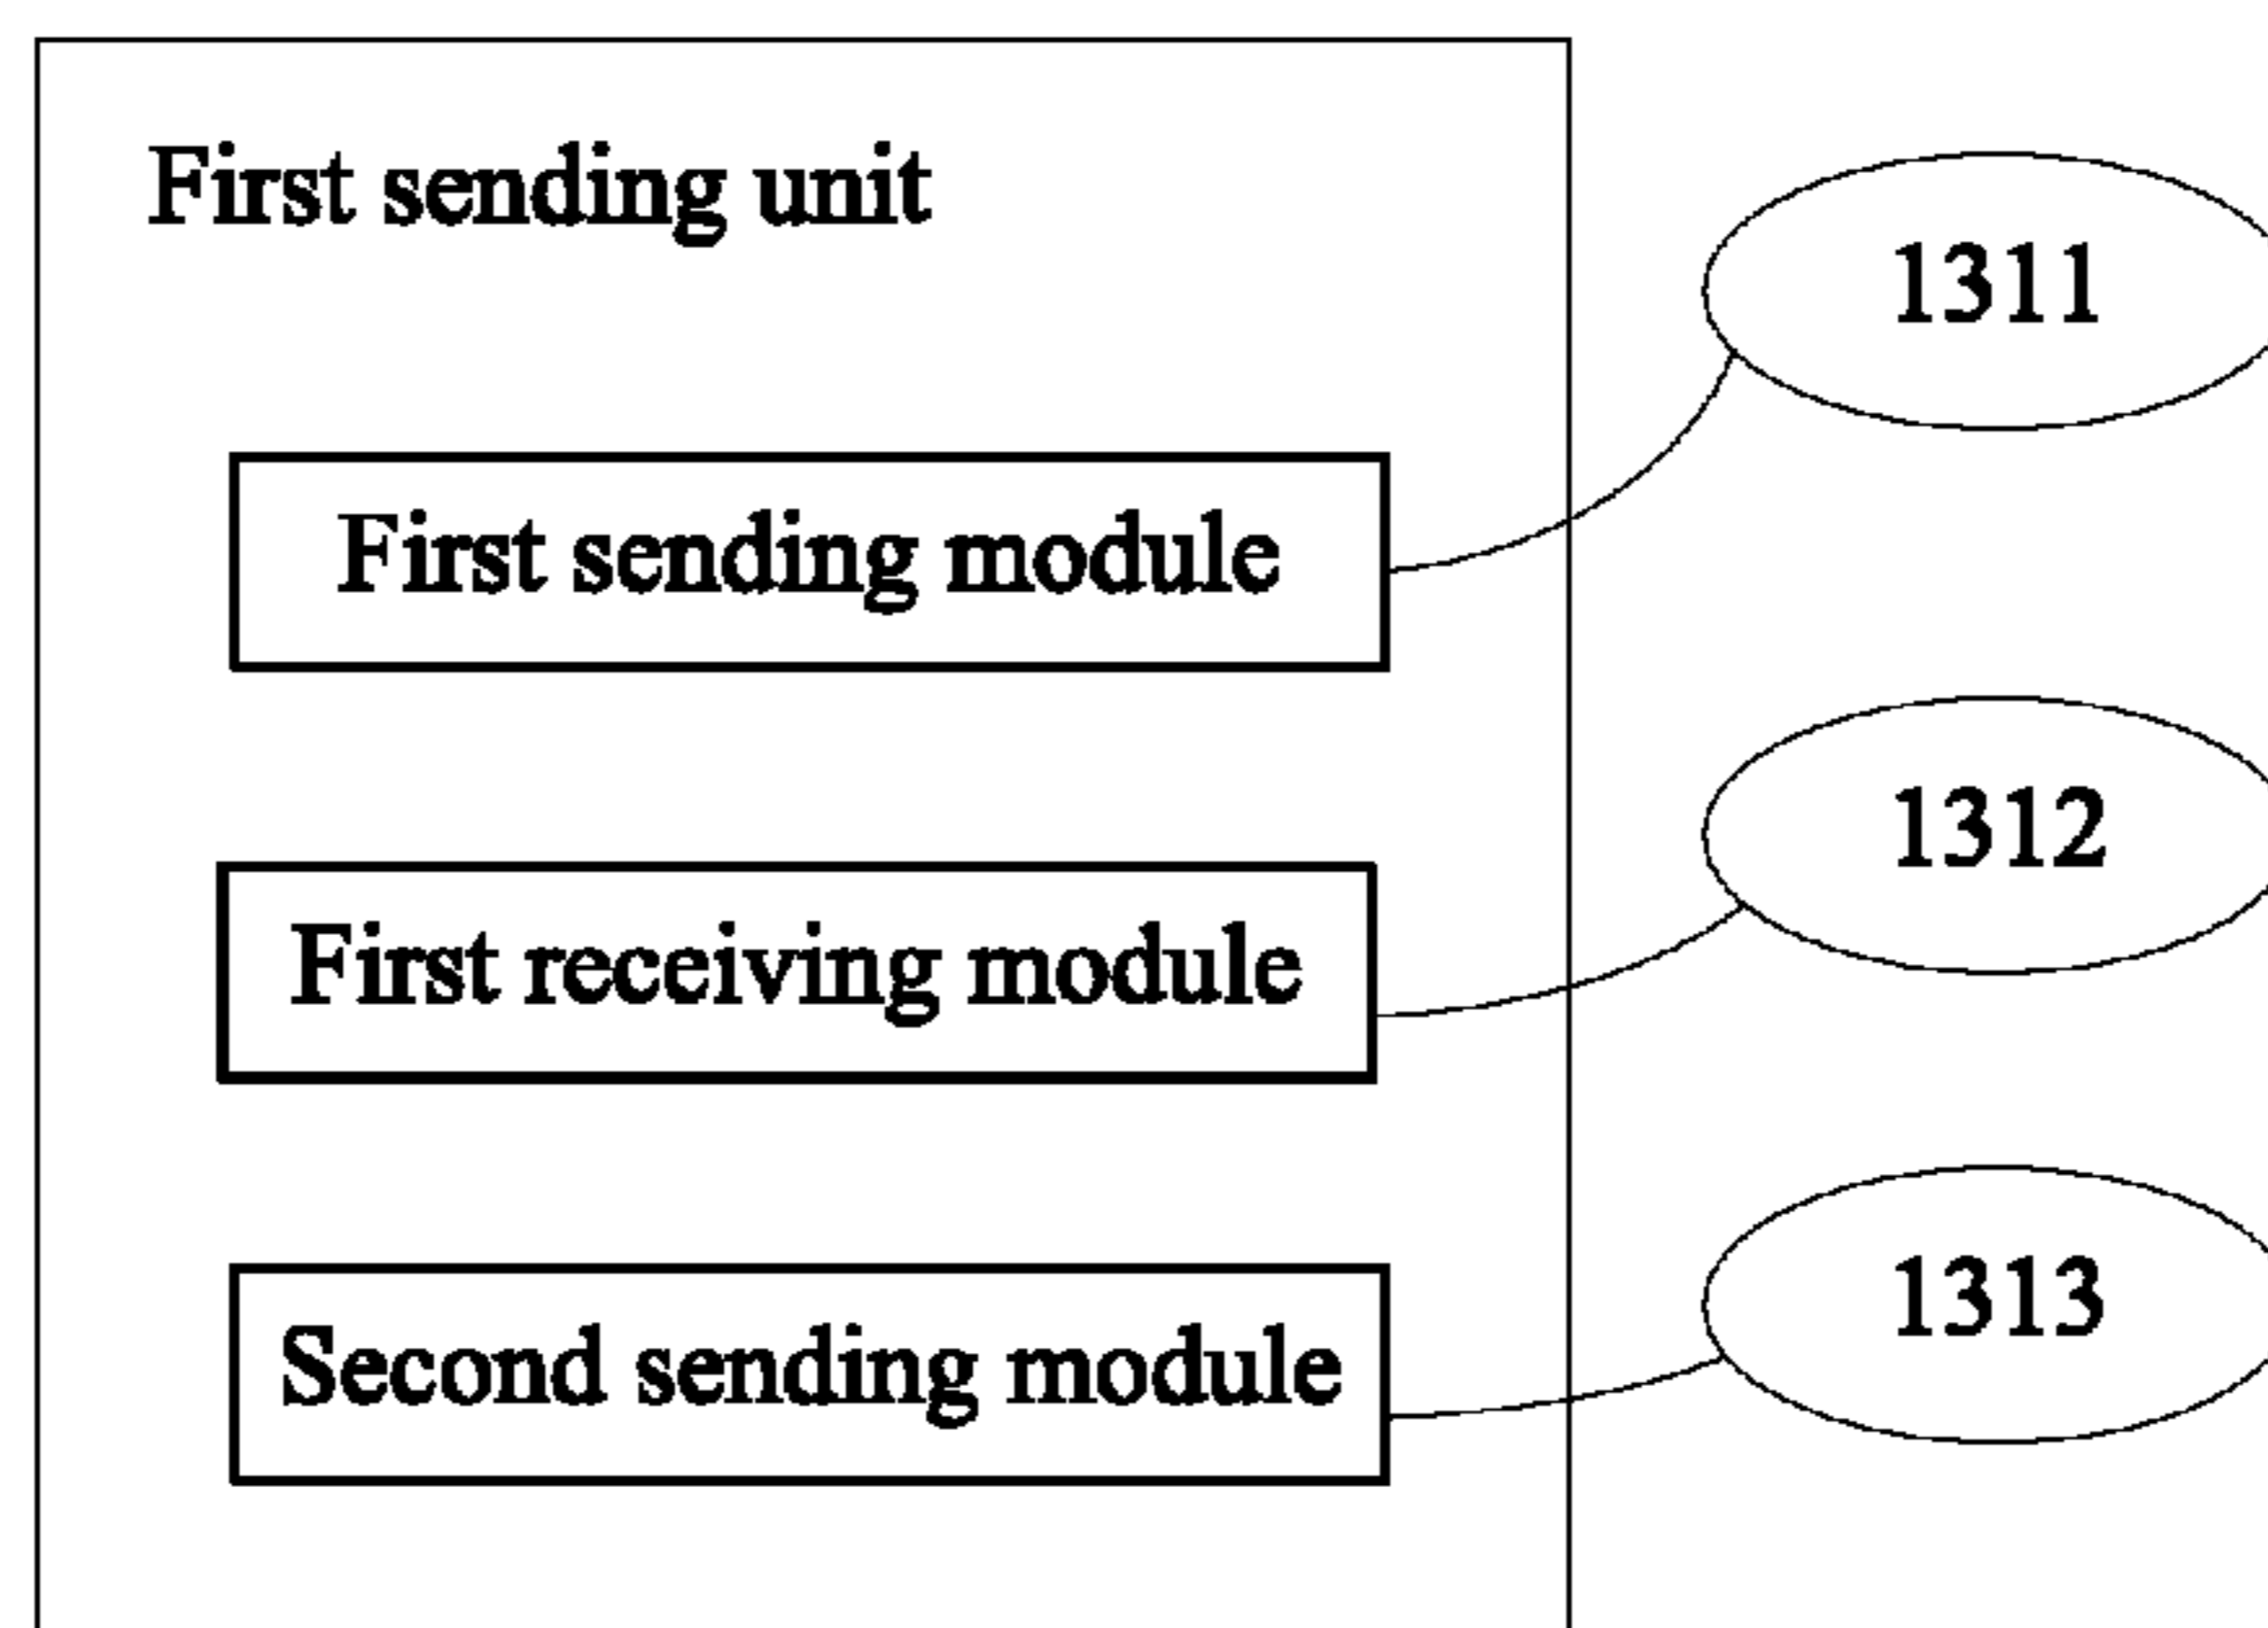 First sending unit
1311
First sending module
1312
First receiving module
1313
Second sending module